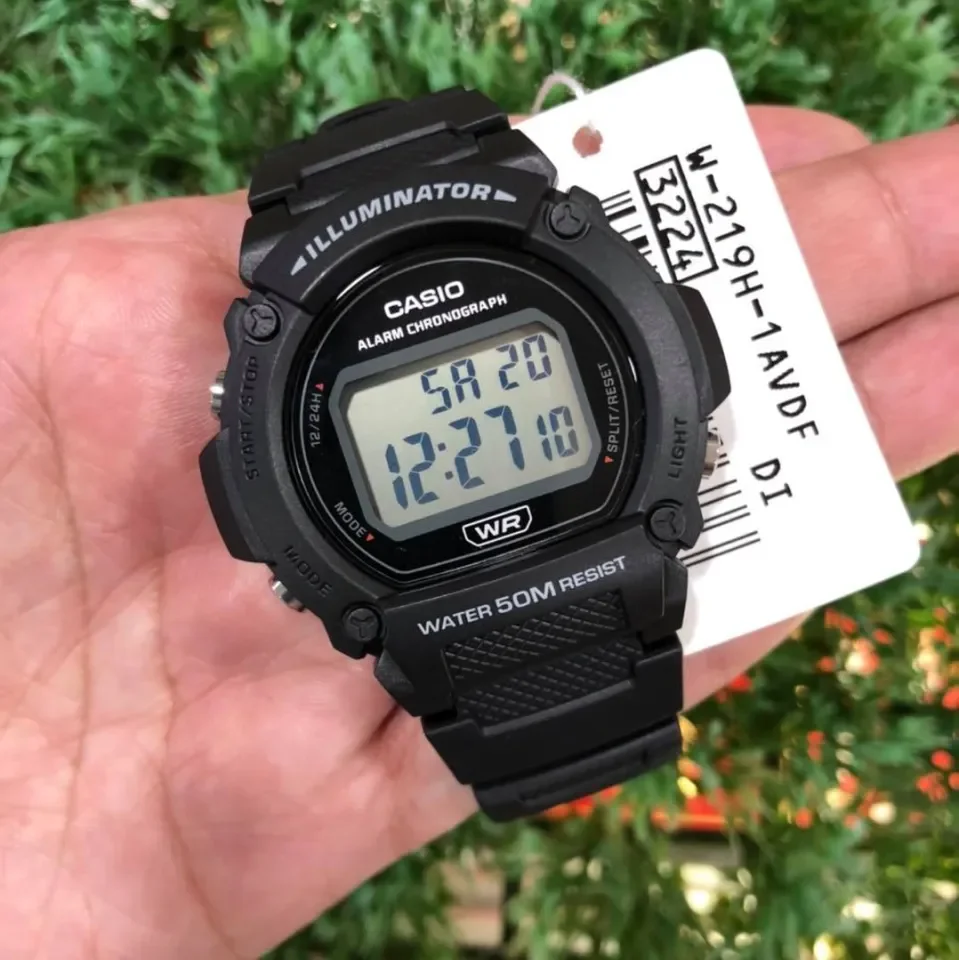 ILLUMINATOR
CASIO
ALARM CHRONOGRAPH
SA 20
12:27 10
12/24H
START/STOP
SPLIT/RESET
LIGHT
MODE
MODE
WR
WATER 50M RESIST
W-219H-1AVDF DI
3224